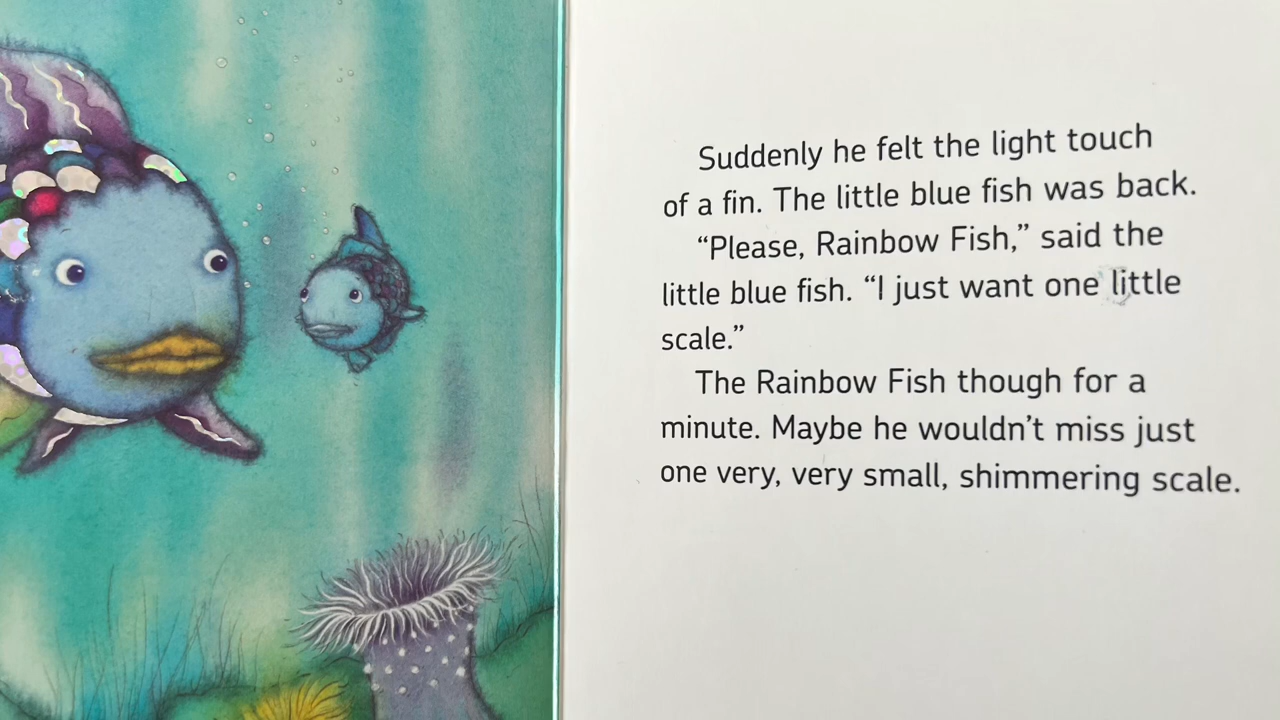 Suddenly he felt the light touch
of a fin. The little blue fish was back.
“Please, Rainbow Fish,” said the
little blue fish. “I just want one little
scale.”
The Rainbow Fish though for a
minute. Maybe he wouldn’t miss just
one very, very small, shimmering scale.